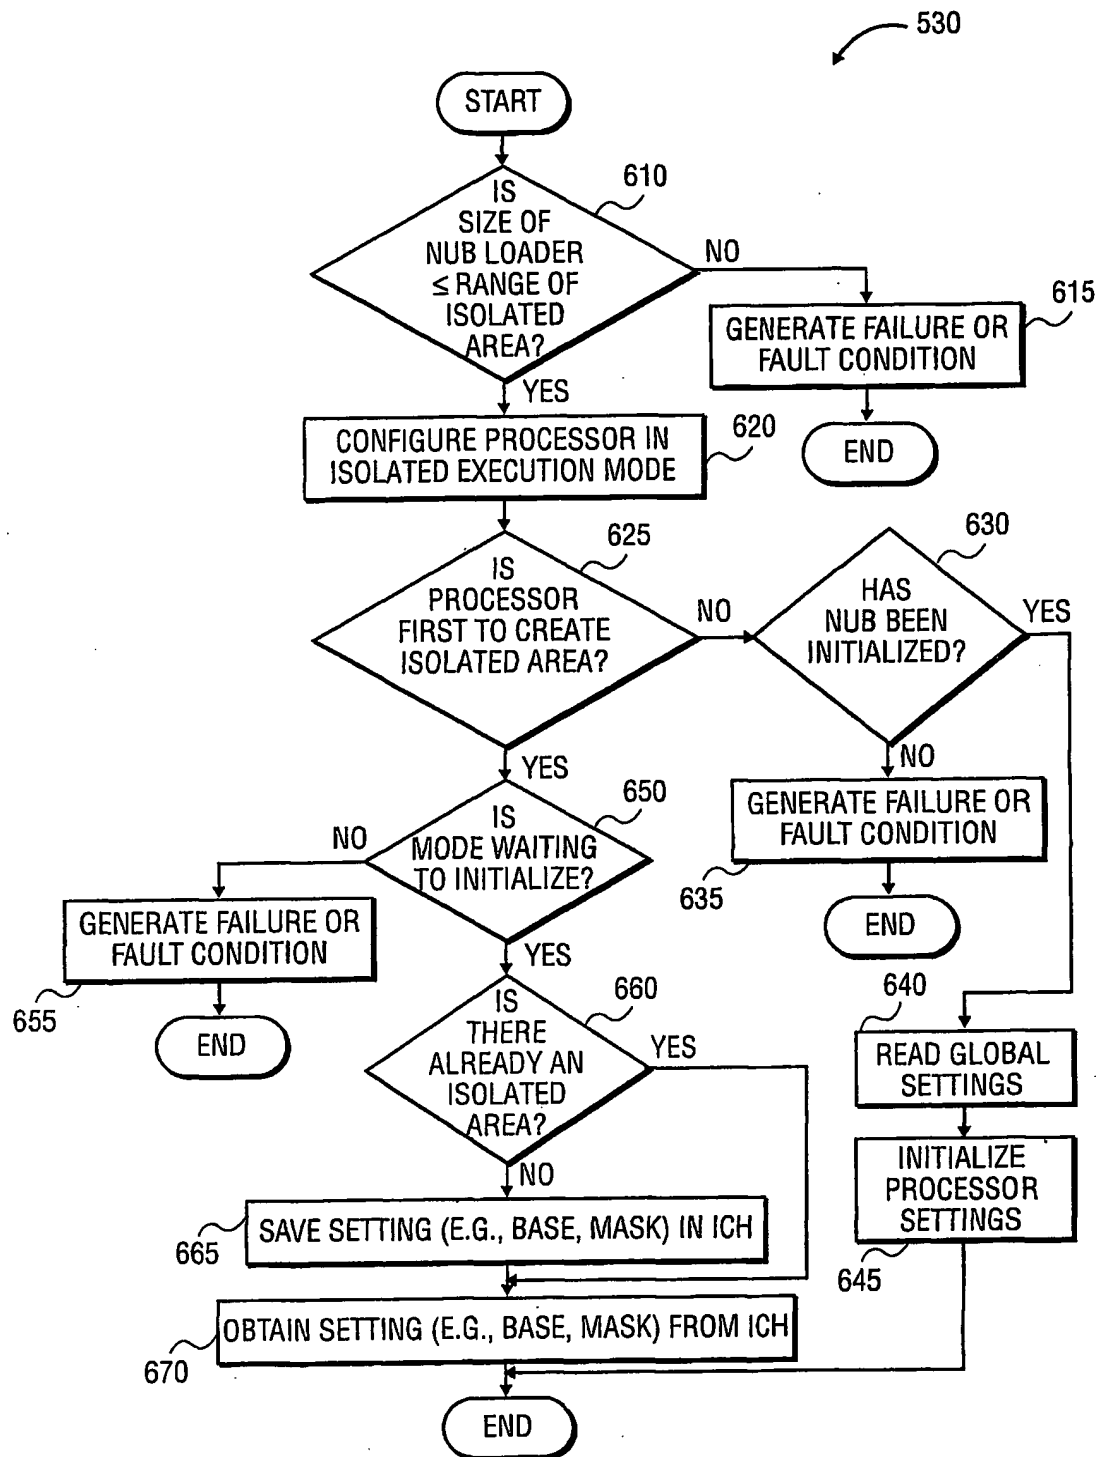 530
START
610
IS
SIZE OF
NUB LOADER
≤ RANGE OF
ISOLATED
AREA?
NO
615
GENERATE FAILURE OR
FAULT CONDITION
END
YES
CONFIGURE PROCESSOR IN
ISOLATED EXECUTION MODE
620
625
IS
PROCESSOR
FIRST TO CREATE
ISOLATED AREA?
NO
630
HAS
NUB BEEN
INITIALIZED?
YES
NO
GENERATE FAILURE OR
FAULT CONDITION
635
END
YES
650
IS
MODE WAITING
TO INITIALIZE?
NO
GENERATE FAILURE OR
FAULT CONDITION
655
END
YES
660
IS
THERE
ALREADY AN
ISOLATED
AREA?
YES
640
READ GLOBAL
SETTINGS
INITIALIZE
PROCESSOR
SETTINGS
645
NO
SAVE SETTING (E.G., BASE, MASK) IN ICH
665
OBTAIN SETTING (E.G., BASE, MASK) FROM ICH
670
END